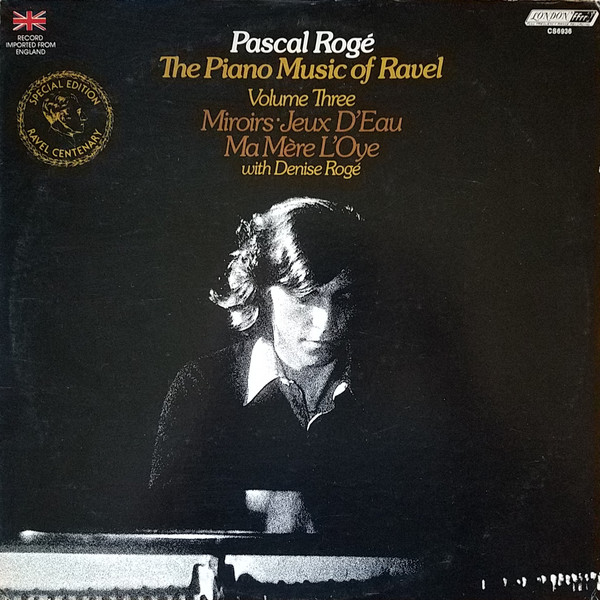 RECORD
IMPORTED FROM
ENGLAND
LONDON ffrr
CS6936
Pascal Rogé
The Piano Music of Ravel
SPECIAL EDITION
RAVEL CENTENARY
Volume Three
Miroirs·Jeux D'Eau
Ma Mère L'Oye
with Denise Rogé